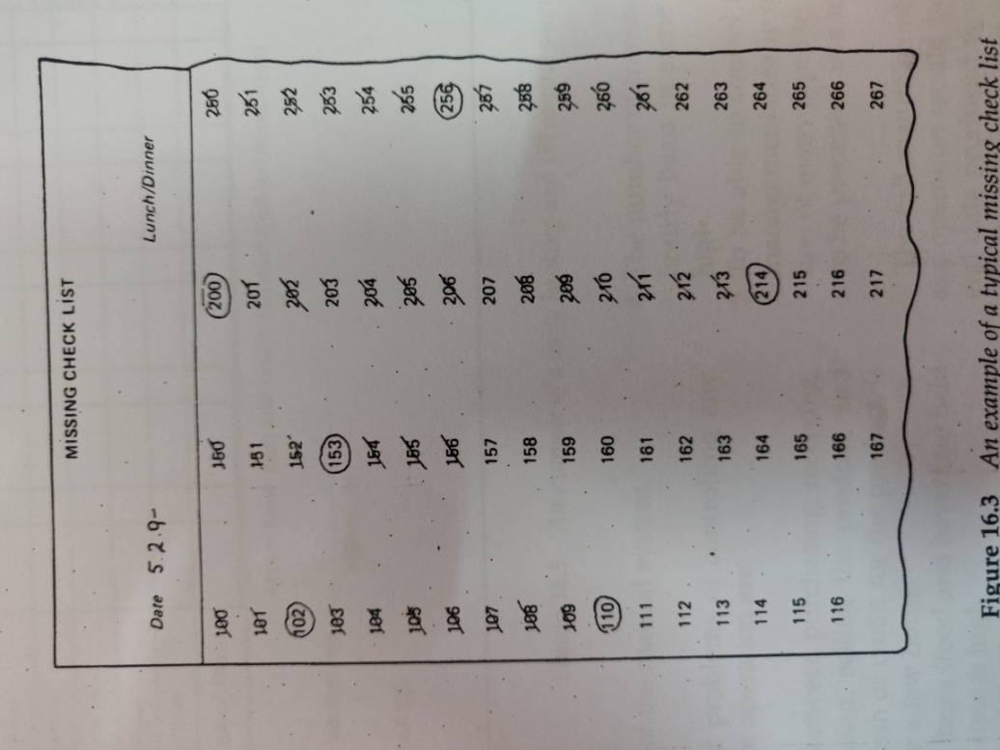 MISSING CHECK LIST
Date 5.2.9- Lunch/Dinner
100 150 200 250
101 151 201 251
102 152 202 252
103 153 203 253
104 154 204 254
105 155 205 255
106 156 206 256
107 157 207 257
108 158 208 258
109 159 209 259
110 160 210 260
111 161 211 261
112 162 212 262
113 163 213 263
114 164 214 264
115 165 215 265
116 166 216 266
167 217 267
Figure 16.3 An example of a typical missing check list